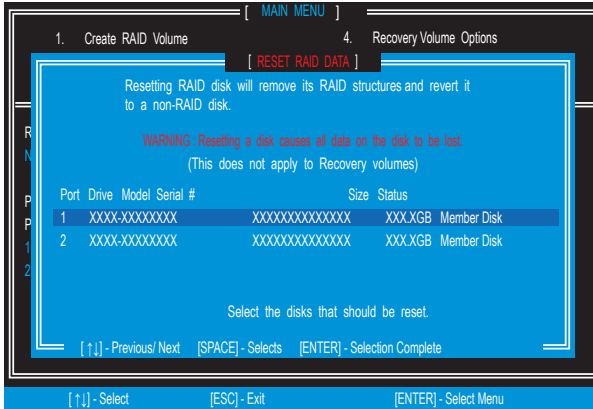 [ MAIN MENU ]
1. Create RAID Volume 4. Recovery Volume Options
[ RESET RAID DATA ]
Resetting RAID disk will remove its RAID structures and revert it
to a non-RAID disk.
WARNING : Resetting a disk causes all data on the disk to be lost.
(This does not apply to Recovery volumes)
Port Drive Model Serial # Size Status
1 XXXX-XXXXXXXX XXXXXXXXXXXXXX XXX.XGB Member Disk
2 XXXX-XXXXXXXX XXXXXXXXXXXXXX XXX.XGB Member Disk
Select the disks that should be reset.
[ ↑↓] - Previous/ Next [SPACE] - Selects [ENTER] - Selection Complete
R
N
P
P
1
2
[ ↑↓] - Select [ESC] - Exit [ENTER] - Select Menu